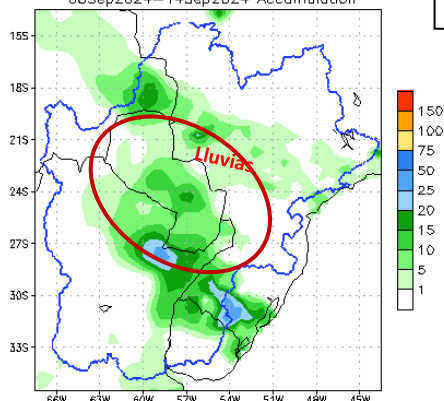 08Sep2024–14Sep2024 Accumulation
15S
18S
21S
24S
27S
30S
33S
66W 63W 60W 57W 54W 51W 48W 45W
Lluvias
150
100
75
50
25
20
15
10
5
1